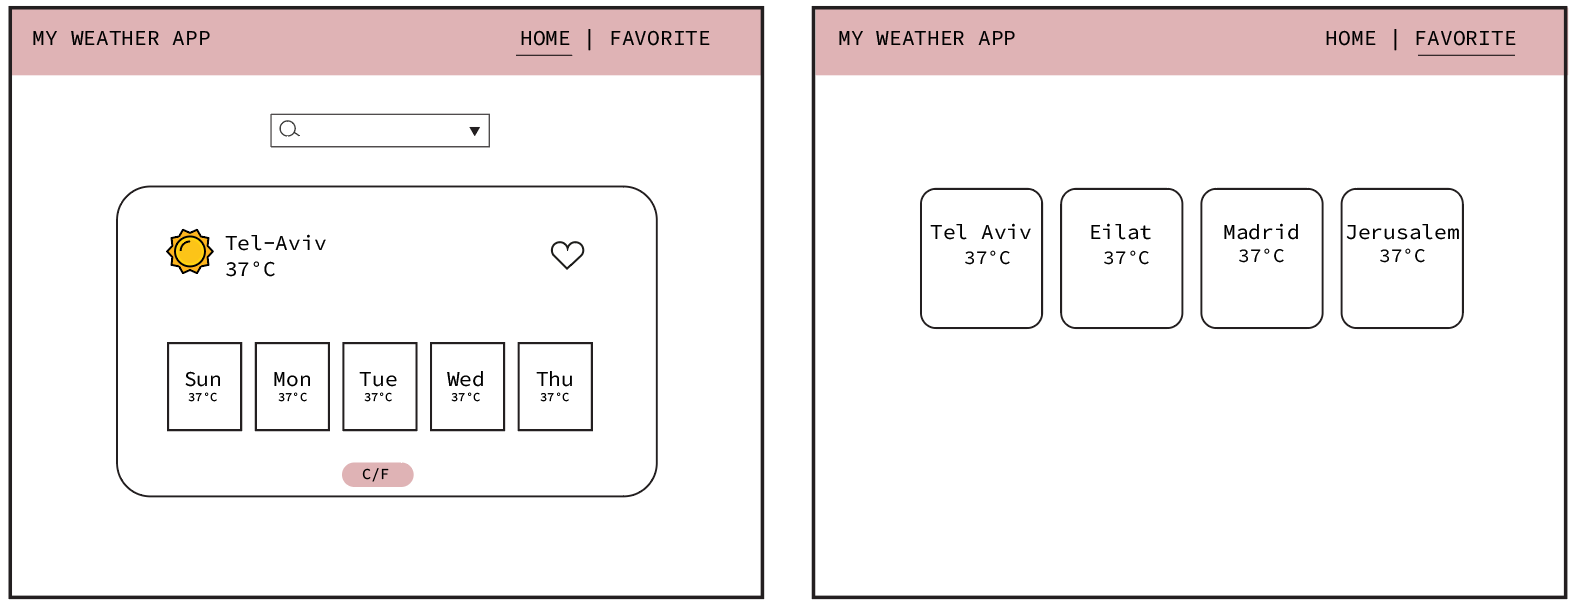 MY WEATHER APP
HOME | FAVORITE
Tel-Aviv
37°C
Sun
37°C
Mon
37°C
Tue
37°C
Wed
37°C
Thu
37°C
C/F
MY WEATHER APP
HOME | FAVORITE
Tel Aviv
37°C
Eilat
37°C
Madrid
37°C
Jerusalem
37°C